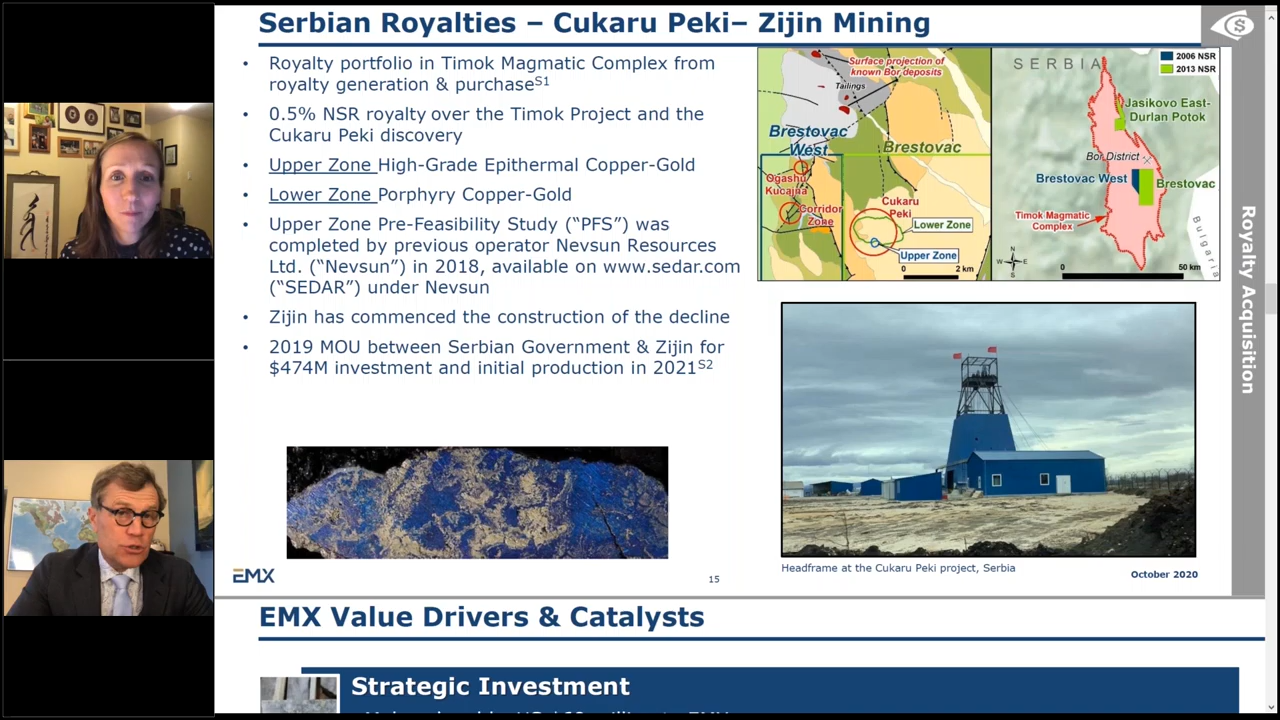 Serbian Royalties – Cukaru Peki– Zijin Mining
• Royalty portfolio in Timok Magmatic Complex from
royalty generation & purchaseS1
• 0.5% NSR royalty over the Timok Project and the
Cukaru Peki discovery
• Upper Zone High-Grade Epithermal Copper-Gold
• Lower Zone Porphyry Copper-Gold
• Upper Zone Pre-Feasibility Study (“PFS”) was
completed by previous operator Nevsun Resources
Ltd. (“Nevsun”) in 2018, available on www.sedar.com
(“SEDAR”) under Nevsun
• Zijin has commenced the construction of the decline
• 2019 MOU between Serbian Government & Zijin for
$474M investment and initial production in 2021S2
Surface projection of
known Bor deposits
Tailings
Brestovac
West
Brestovac
Ogashu
Kucajna
Corridor
Zone
Cukaru
Peki
Lower Zone
Upper Zone
0 2 km
SERBIA
2006 NSR
2013 NSR
Jasikovo East-
Durlan Potok
Bor District
Brestovac West
Brestovac
Timok Magmatic
Complex
Bulgaria
N
W E
S
0 50 km
Royalty Acquisition
Headframe at the Cukaru Peki project, Serbia
EMX
15
October 2020
EMX Value Drivers & Catalysts
Strategic Investment